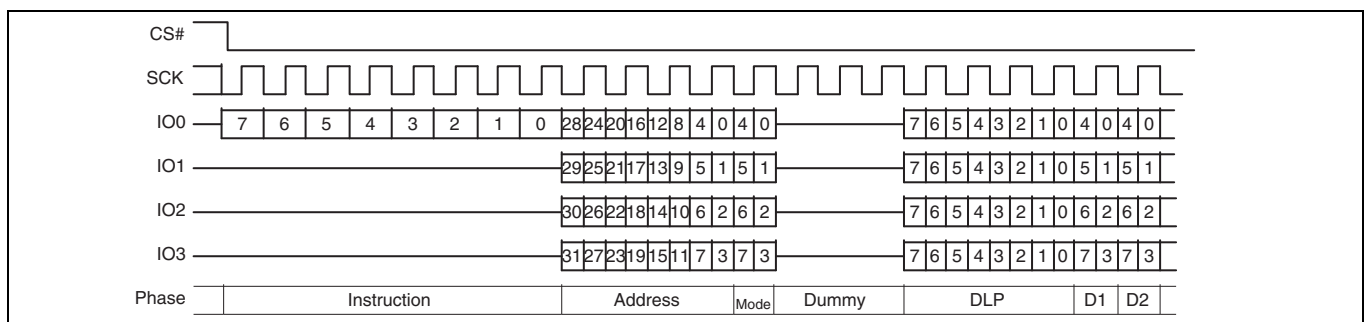 CS#
SCK
IO0 7 6 5 4 3 2 1 0 28 24 20 16 12 8 4 0 4 0 7 6 5 4 3 2 1 0 4 0 4 0
IO1 29 25 21 17 13 9 5 1 5 1 7 6 5 4 3 2 1 0 5 1 5 1
IO2 30 26 22 18 14 10 6 2 6 2 7 6 5 4 3 2 1 0 6 2 6 2
IO3 31 27 23 19 15 11 7 3 7 3 7 6 5 4 3 2 1 0 7 3 7 3
Phase Instruction Address Mode Dummy DLP D1 D2